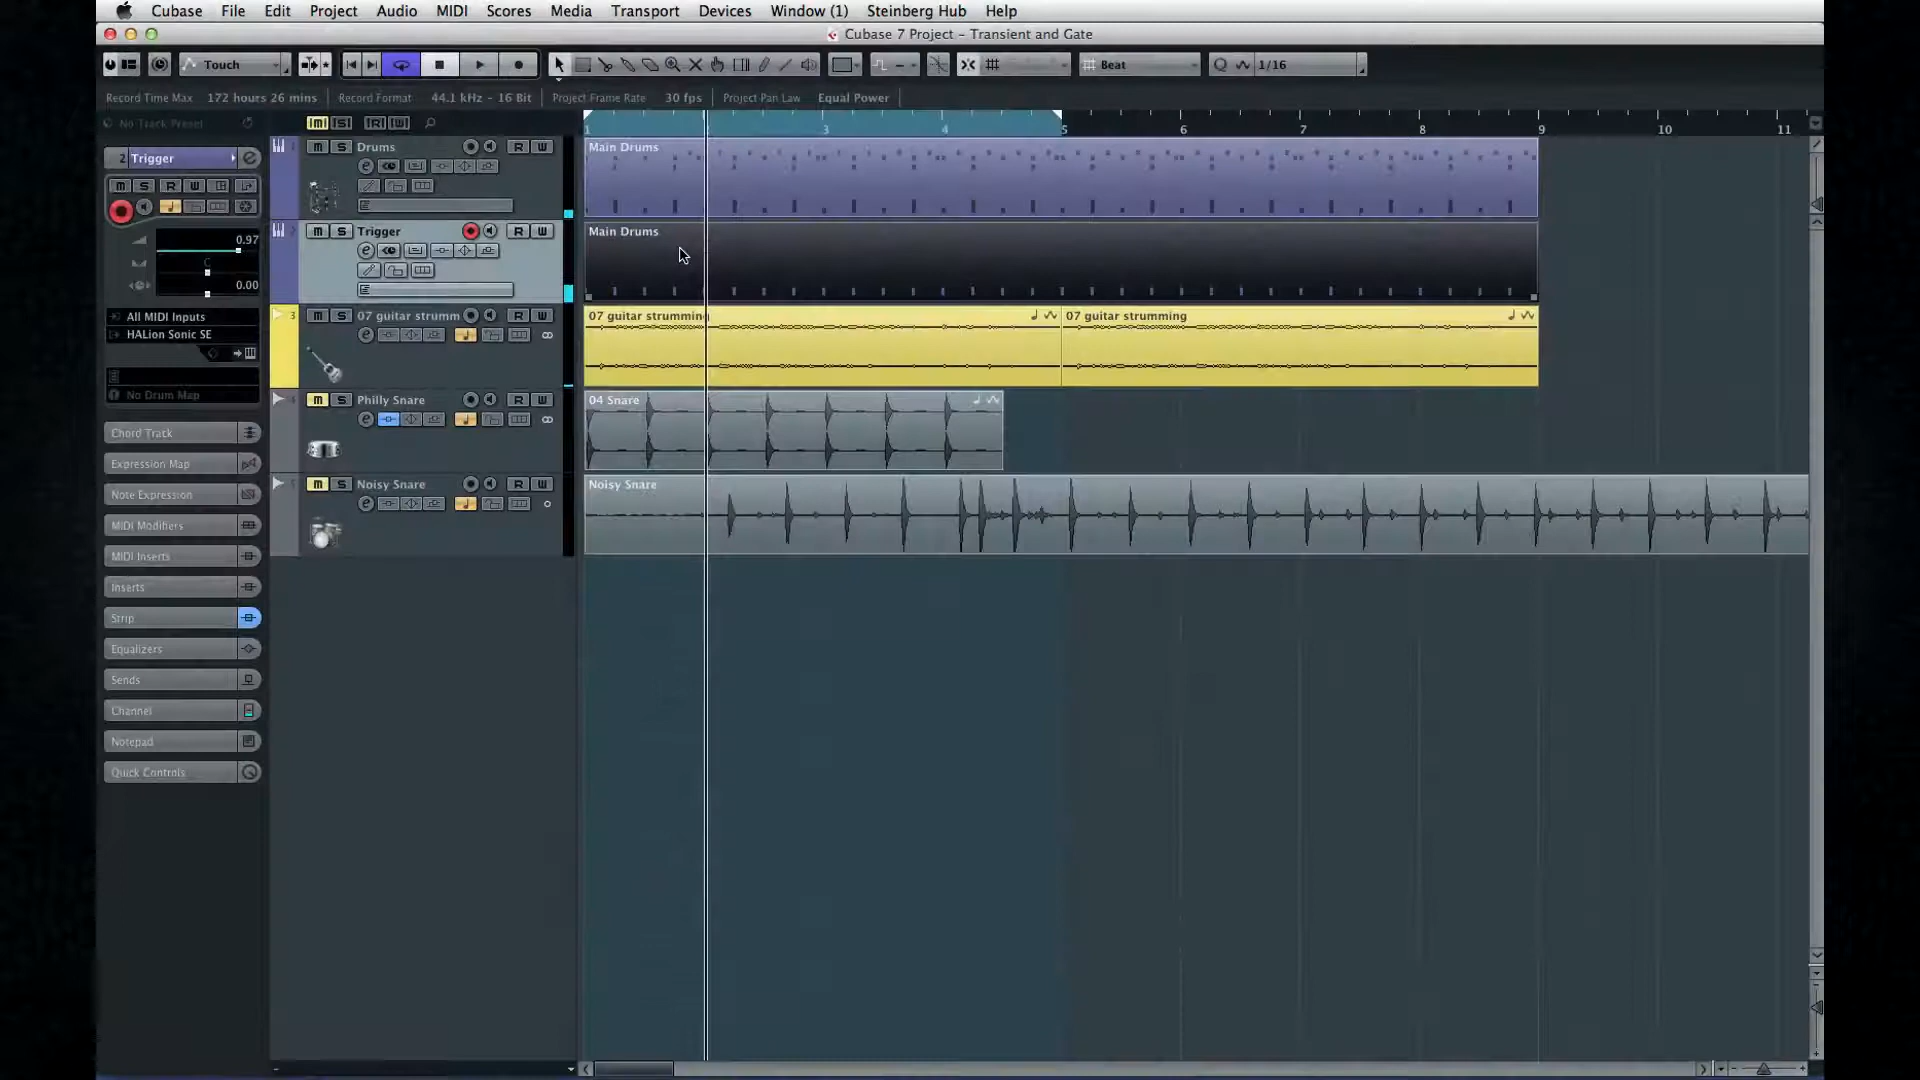 Cubase File Edit Project Audio MIDI Scores Media Transport Devices Window (1) Steinberg Hub Help
Cubase 7 Project - Transient and Gate
Touch Beat Q 1/16
Record Time Max 172 hours 26 mins Record Format 44.1 kHz - 16 Bit Project Frame Rate 30 fps Project Pan Law Equal Power
No Track Preset
1 2 3 4 5 6 7 8 9 10 11
2 Trigger
M S R W
0.97
C
0.00
All MIDI Inputs
HALion Sonic SE
No Drum Map
Chord Track
Expression Map
Note Expression
MIDI Modifiers
MIDI Inserts
Inserts
Strip
Equalizers
Sends
Channel
Notepad
Quick Controls
M S Drums R W
Main Drums
M S Trigger R W
Main Drums
3 M S 07 guitar strumm R W
07 guitar strumming 07 guitar strumming
M S Philly Snare R W
04 Snare
M S Noisy Snare R W
Noisy Snare